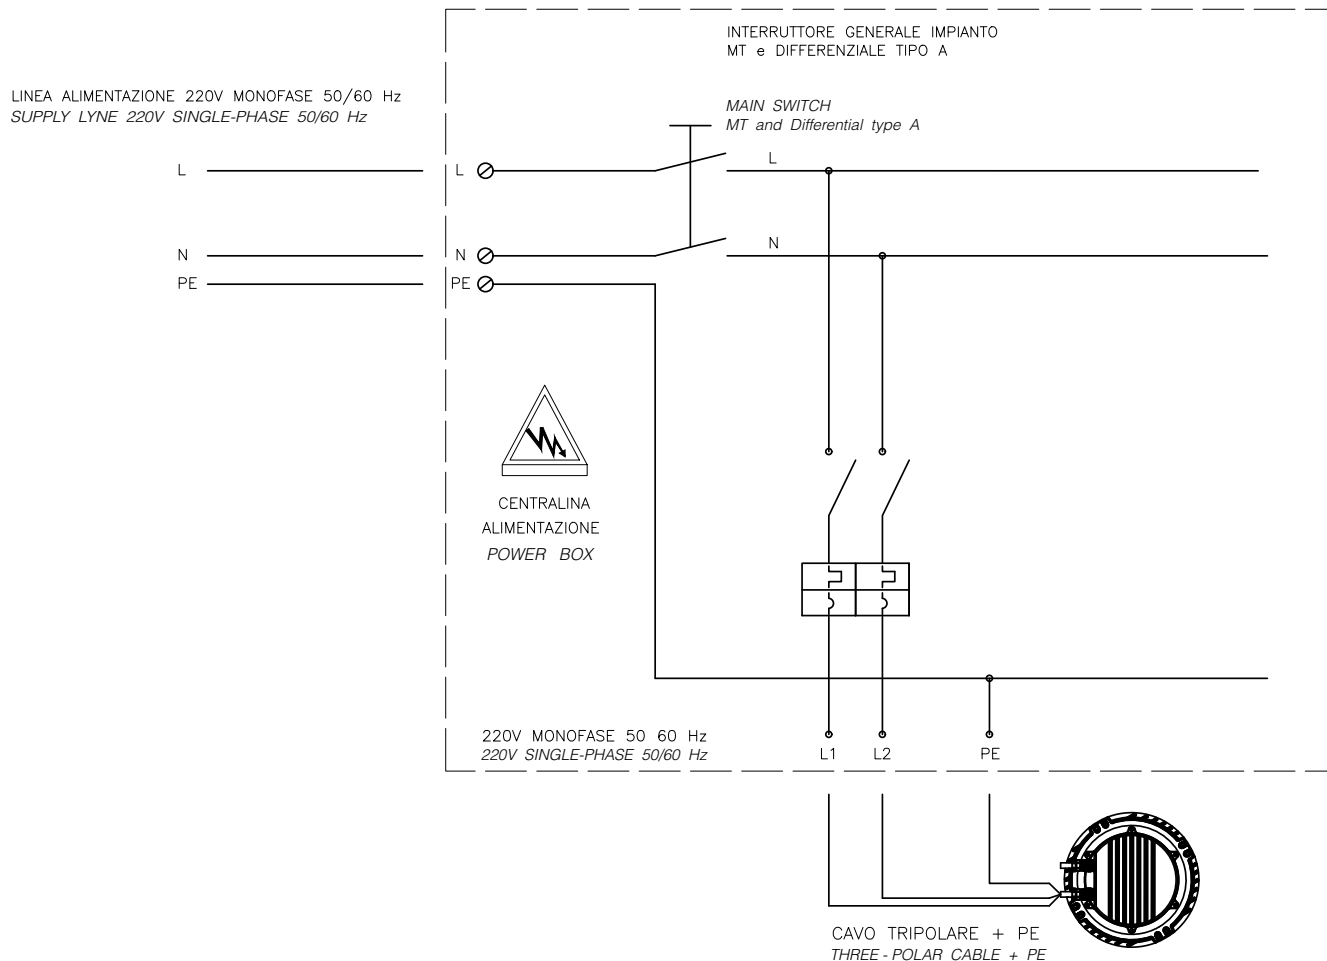 INTERRUTTORE GENERALE IMPIANTO
MT e DIFFERENZIALE TIPO A
LINEA ALIMENTAZIONE 220V MONOFASE 50/60 Hz
SUPPLY LYNE 220V SINGLE-PHASE 50/60 Hz
MAIN SWITCH
MT and Differential type A
L L L
N N N
PE PE
CENTRALINA
ALIMENTAZIONE
POWER BOX
220V MONOFASE 50 60 Hz
220V SINGLE-PHASE 50/60 Hz
L1 L2 PE
CAVO TRIPOLARE + PE
THREE-POLAR CABLE + PE